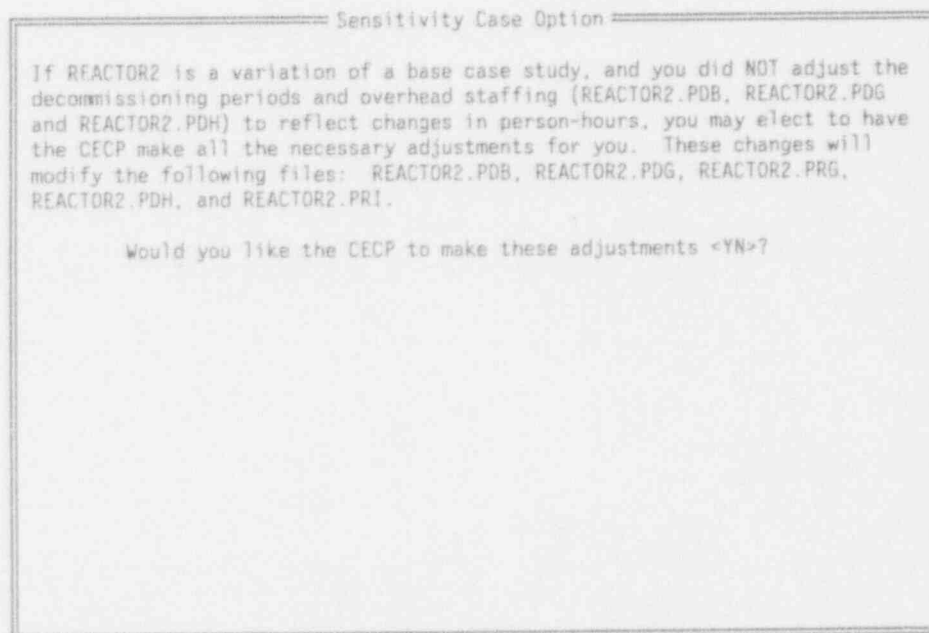 Sensitivity Case Option
If REACTOR2 is a variation of a base case study, and you did NOT adjust the
decommissioning periods and overhead staffing (REACTOR2.PDB, REACTOR2.PDG
and REACTOR2.PDH) to reflect changes in person-hours, you may elect to have
the CECP make all the necessary adjustments for you.  These changes will
modify the following files:  REACTOR2.PDB, REACTOR2.PDG, REACTOR2.PRG,
REACTOR2.PDH, and REACTOR2.PRI.
Would you like the CECP to make these adjustments <YN>?